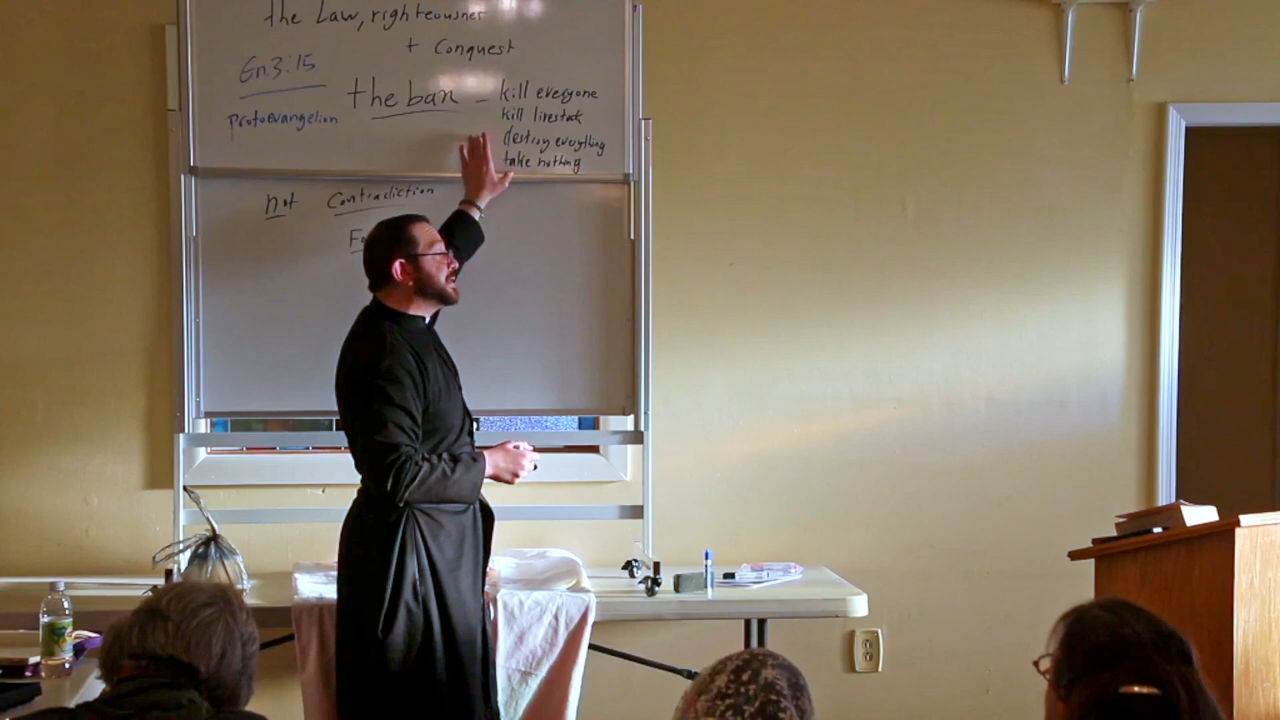 the Law, righteousnes
+ Conquest
Gn.3:15
protoevangelion
the ban – kill everyone
kill livestock
destroy everything
take nothing
not Contradiction